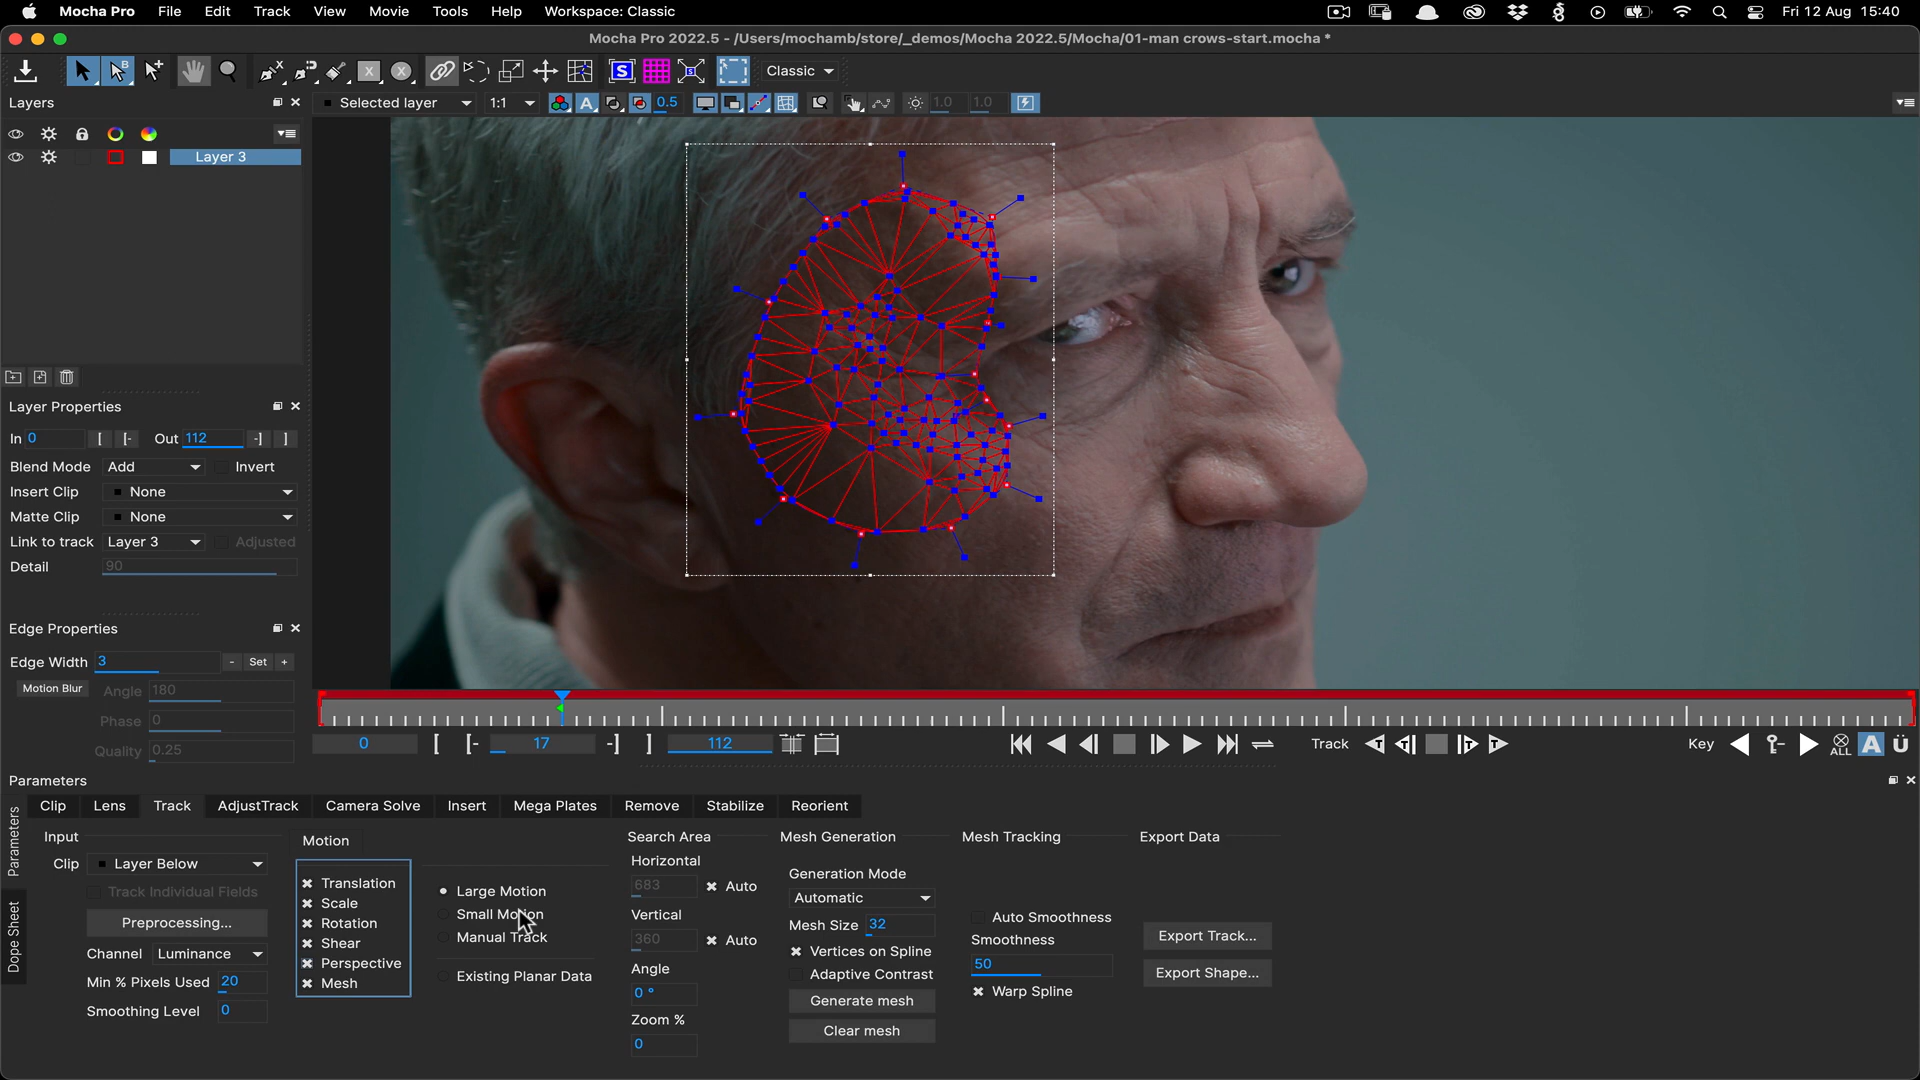 Mocha Pro File Edit Track View Movie Tools Help Workspace: Classic Fri 12 Aug 15:40
Mocha Pro 2022.5 - /Users/mochamb/store/_demos/Mocha 2022.5/Mocha/01-man crows-start.mocha *
Classic
Layers
Selected layer 1:1 A 0.5 1.0 1.0
Layer 3
Layer Properties
In 0 [ [- Out 112 -] ]
Blend Mode Add Invert
Insert Clip None
Matte Clip None
Link to track Layer 3 Adjusted
Detail 90
Edge Properties
Edge Width 3 - Set +
Motion Blur Angle 180
Phase 0
Quality 0.25
0 [ [- 17 -] ] 112 Track Key ALL A Ü
Parameters
Clip Lens Track AdjustTrack Camera Solve Insert Mega Plates Remove Stabilize Reorient
Parameters
Dope Sheet
Input
Clip Layer Below
Track Individual Fields
Preprocessing...
Channel Luminance
Min % Pixels Used 20
Smoothing Level 0
Motion
Translation
Scale
Rotation
Shear
Perspective
Mesh
Large Motion
Small Motion
Manual Track
Existing Planar Data
Search Area
Horizontal
683 Auto
Vertical
360 Auto
Angle
0 °
Zoom %
0
Mesh Generation
Generation Mode
Automatic
Mesh Size 32
Vertices on Spline
Adaptive Contrast
Generate mesh
Clear mesh
Mesh Tracking
Auto Smoothness
Smoothness
50
Warp Spline
Export Data
Export Track...
Export Shape...